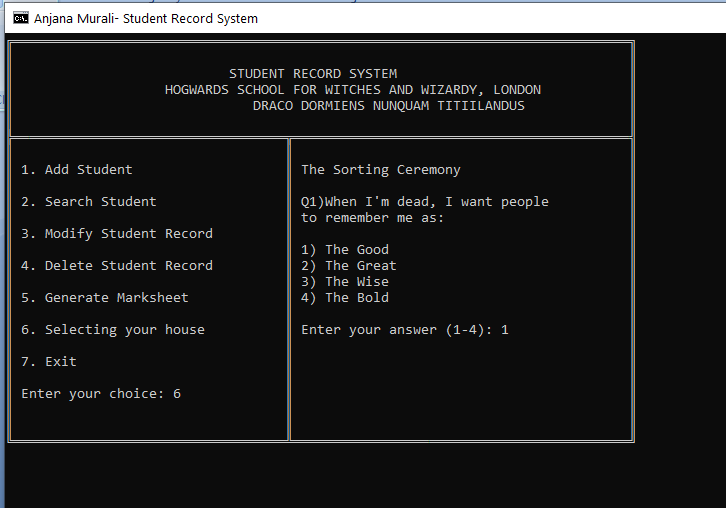 Anjana Murali- Student Record System
STUDENT RECORD SYSTEM
HOGWARDS SCHOOL FOR WITCHES AND WIZARDY, LONDON
DRACO DORMIENS NUNQUAM TITIILANDUS
1. Add Student
2. Search Student
3. Modify Student Record
4. Delete Student Record
5. Generate Marksheet
6. Selecting your house
7. Exit
Enter your choice: 6
The Sorting Ceremony
Q1)When I'm dead, I want people
to remember me as:
1) The Good
2) The Great
3) The Wise
4) The Bold
Enter your answer (1-4): 1